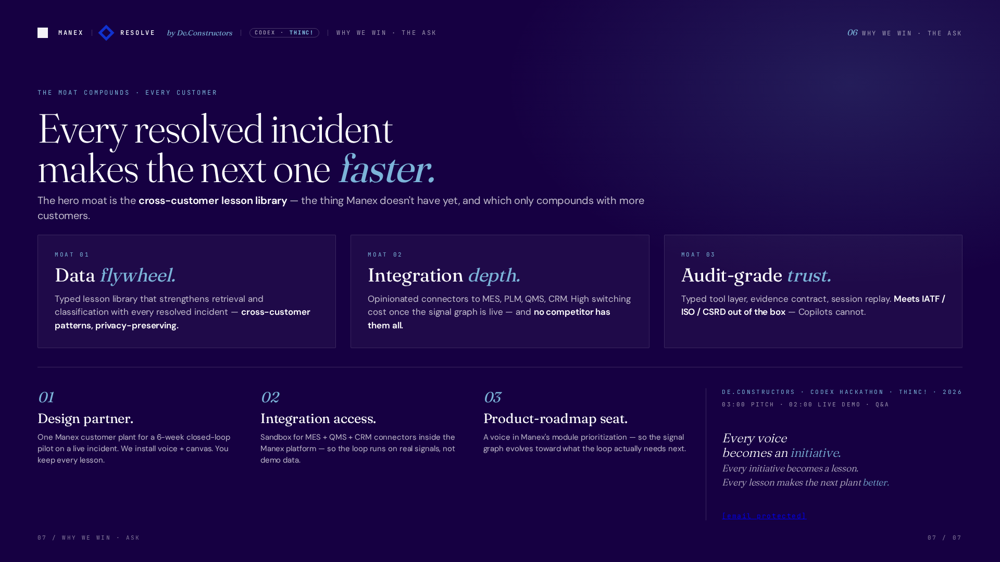 MANEX
RESOLVE
by De.Constructors
CODEX · THINC!
WHY WE WIN · THE ASK
06 WHY WE WIN · THE ASK
THE MOAT COMPOUNDS · EVERY CUSTOMER
Every resolved incident
makes the next one faster.
The hero moat is the cross-customer lesson library — the thing Manex doesn't have yet, and which only compounds with more
customers.
MOAT 01
Data flywheel.
Typed lesson library that strengthens retrieval and
classification with every resolved incident — cross-customer
patterns, privacy-preserving.
MOAT 02
Integration depth.
Opinionated connectors to MES, PLM, QMS, CRM. High switching
cost once the signal graph is live — and no competitor has
them all.
MOAT 03
Audit-grade trust.
Typed tool layer, evidence contract, session replay. Meets IATF /
ISO / CSRD out of the box — Copilots cannot.
01
Design partner.
One Manex customer plant for a 6-week closed-loop
pilot on a live incident. We install voice + canvas. You
keep every lesson.
02
Integration access.
Sandbox for MES + QMS + CRM connectors inside the
Manex platform — so the loop runs on real signals, not
demo data.
03
Product-roadmap seat.
A voice in Manex's module prioritization — so the signal
graph evolves toward what the loop actually needs next.
DE.CONSTRUCTORS · CODEX HACKATHON · THINC! · 2026
03:00 PITCH · 02:00 LIVE DEMO · Q&A
Every voice
becomes an initiative.
Every initiative becomes a lesson.
Every lesson makes the next plant better.
[email protected]
07 / WHY WE WIN · ASK
07 / 07